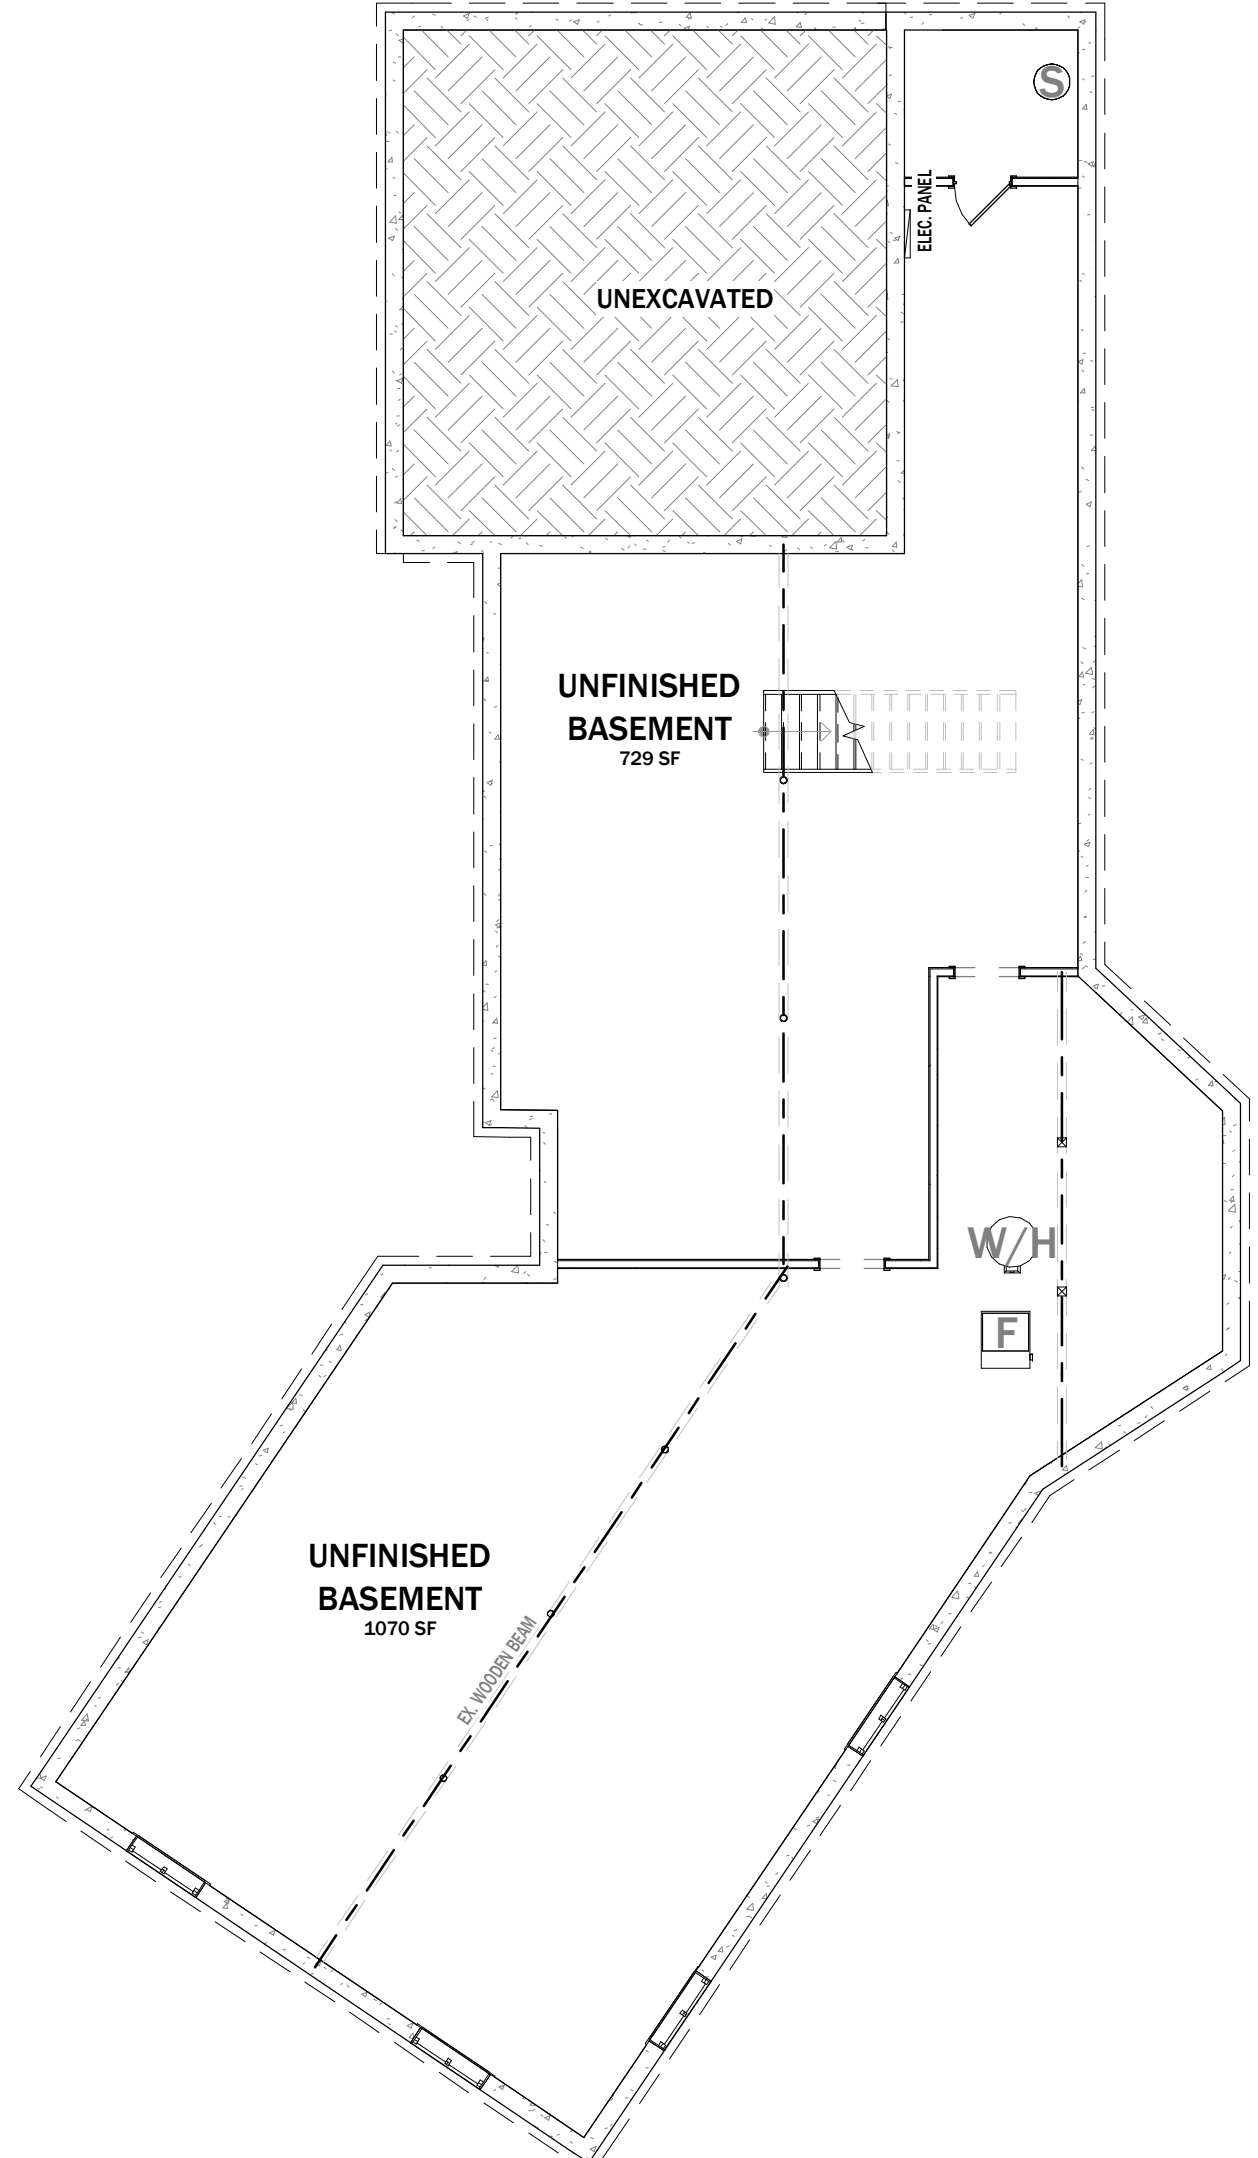 S
ELEC. PANEL
UNEXCAVATED
UNFINISHED
BASEMENT
729 SF
W/H
F
UNFINISHED
BASEMENT
1070 SF
EX. WOODEN BEAM